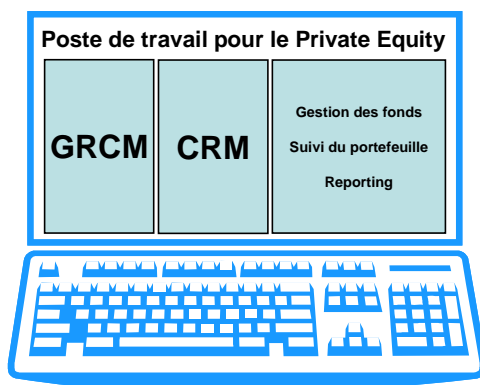 Poste de travail pour le Private Equity
GRCM
CRM
Gestion des fonds
Suivi du portefeuille
Reporting